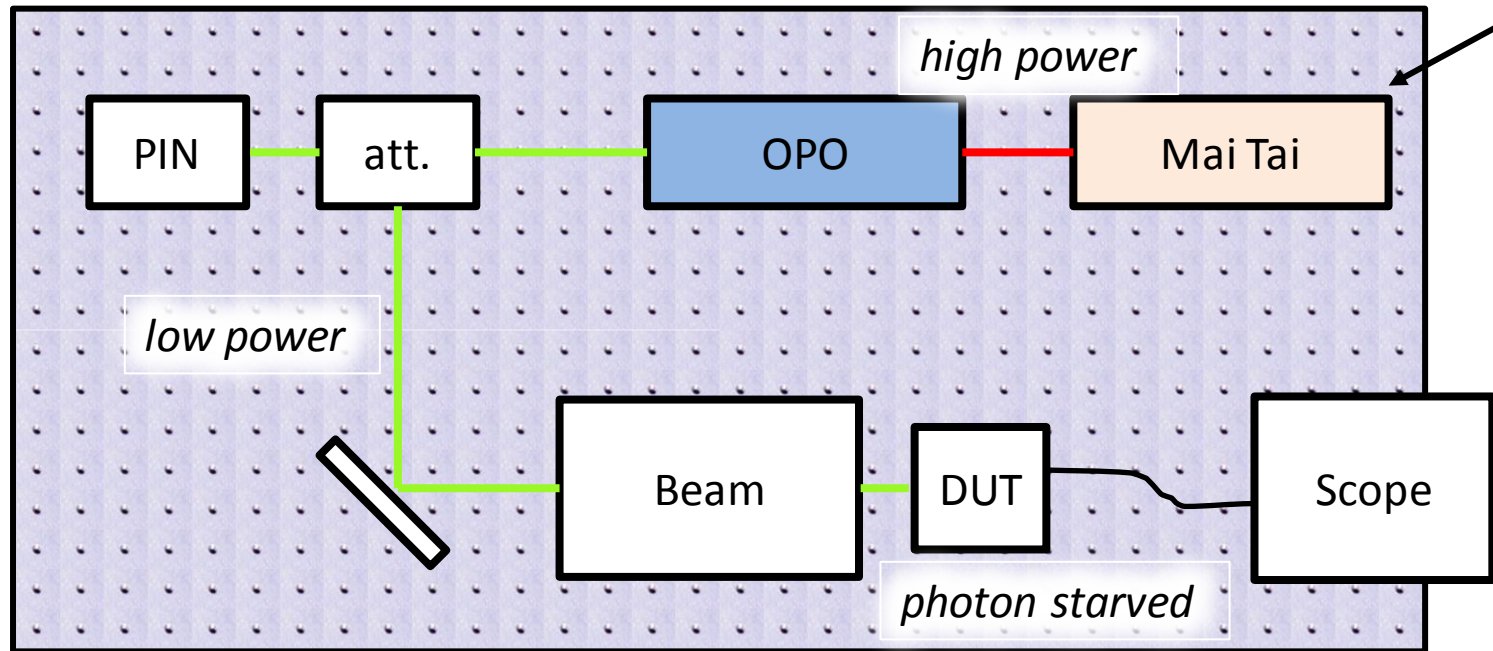 high power
PIN
att.
OPO
Mai Tai
low power
Beam
DUT
Scope
photon starved